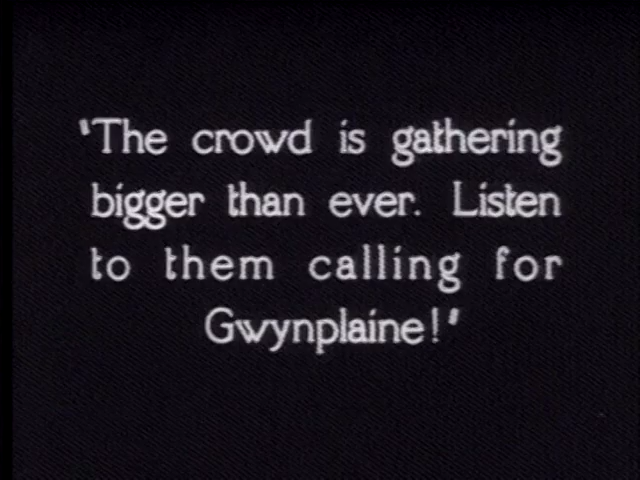 "The crowd is gathering
bigger than ever. Listen
to them calling for
Gwynplaine!"